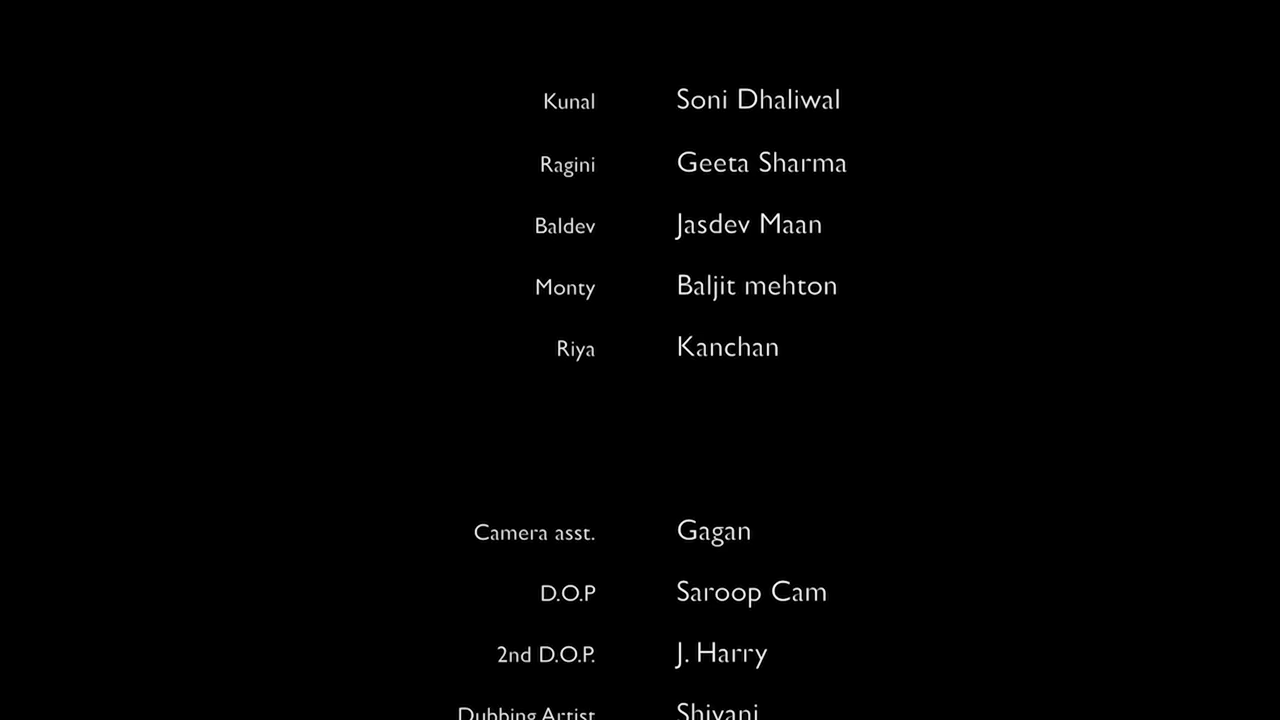 Kunal Soni Dhaliwal
Ragini Geeta Sharma
Baldev Jasdev Maan
Monty Baljit mehton
Riya Kanchan
Camera asst. Gagan
D.O.P Saroop Cam
2nd D.O.P. J. Harry
Dubbing Artist Shivani